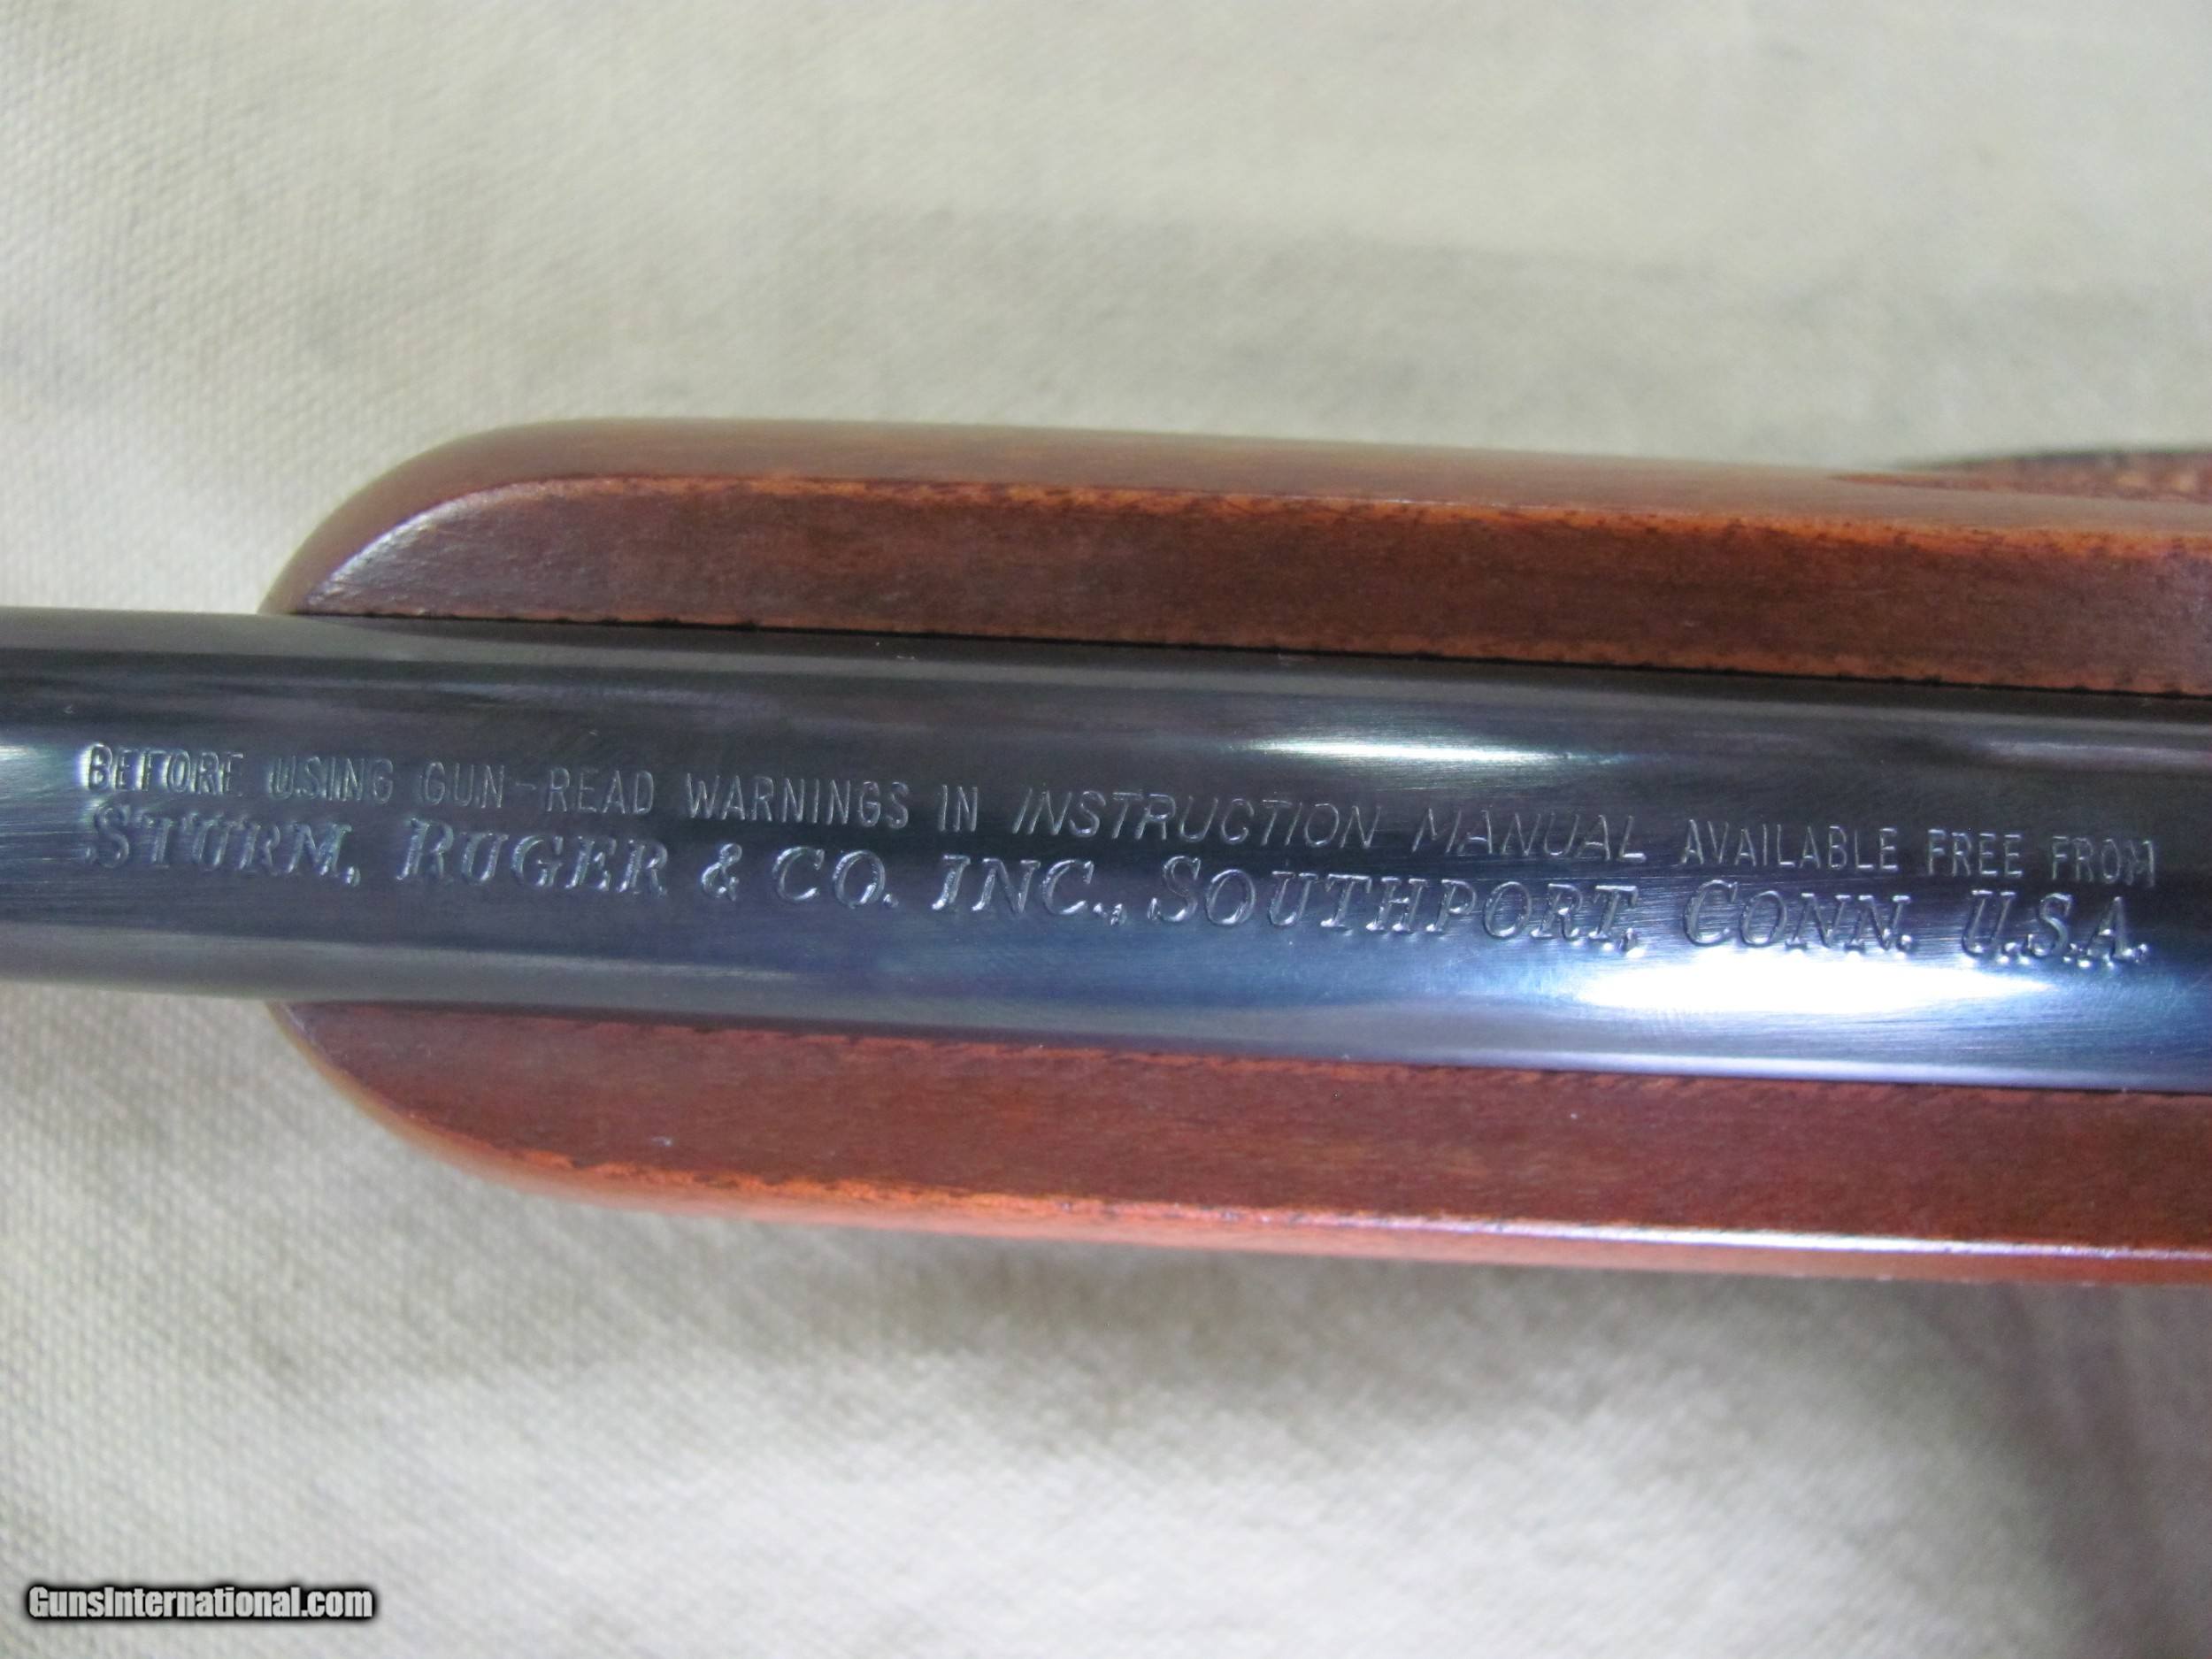 BEFORE USING GUN-READ WARNINGS IN INSTRUCTION MANUAL AVAILABLE FREE FROM
STURM, RUGER & CO. INC., SOUTHPORT, CONN. U.S.A.
GunsInternational.com